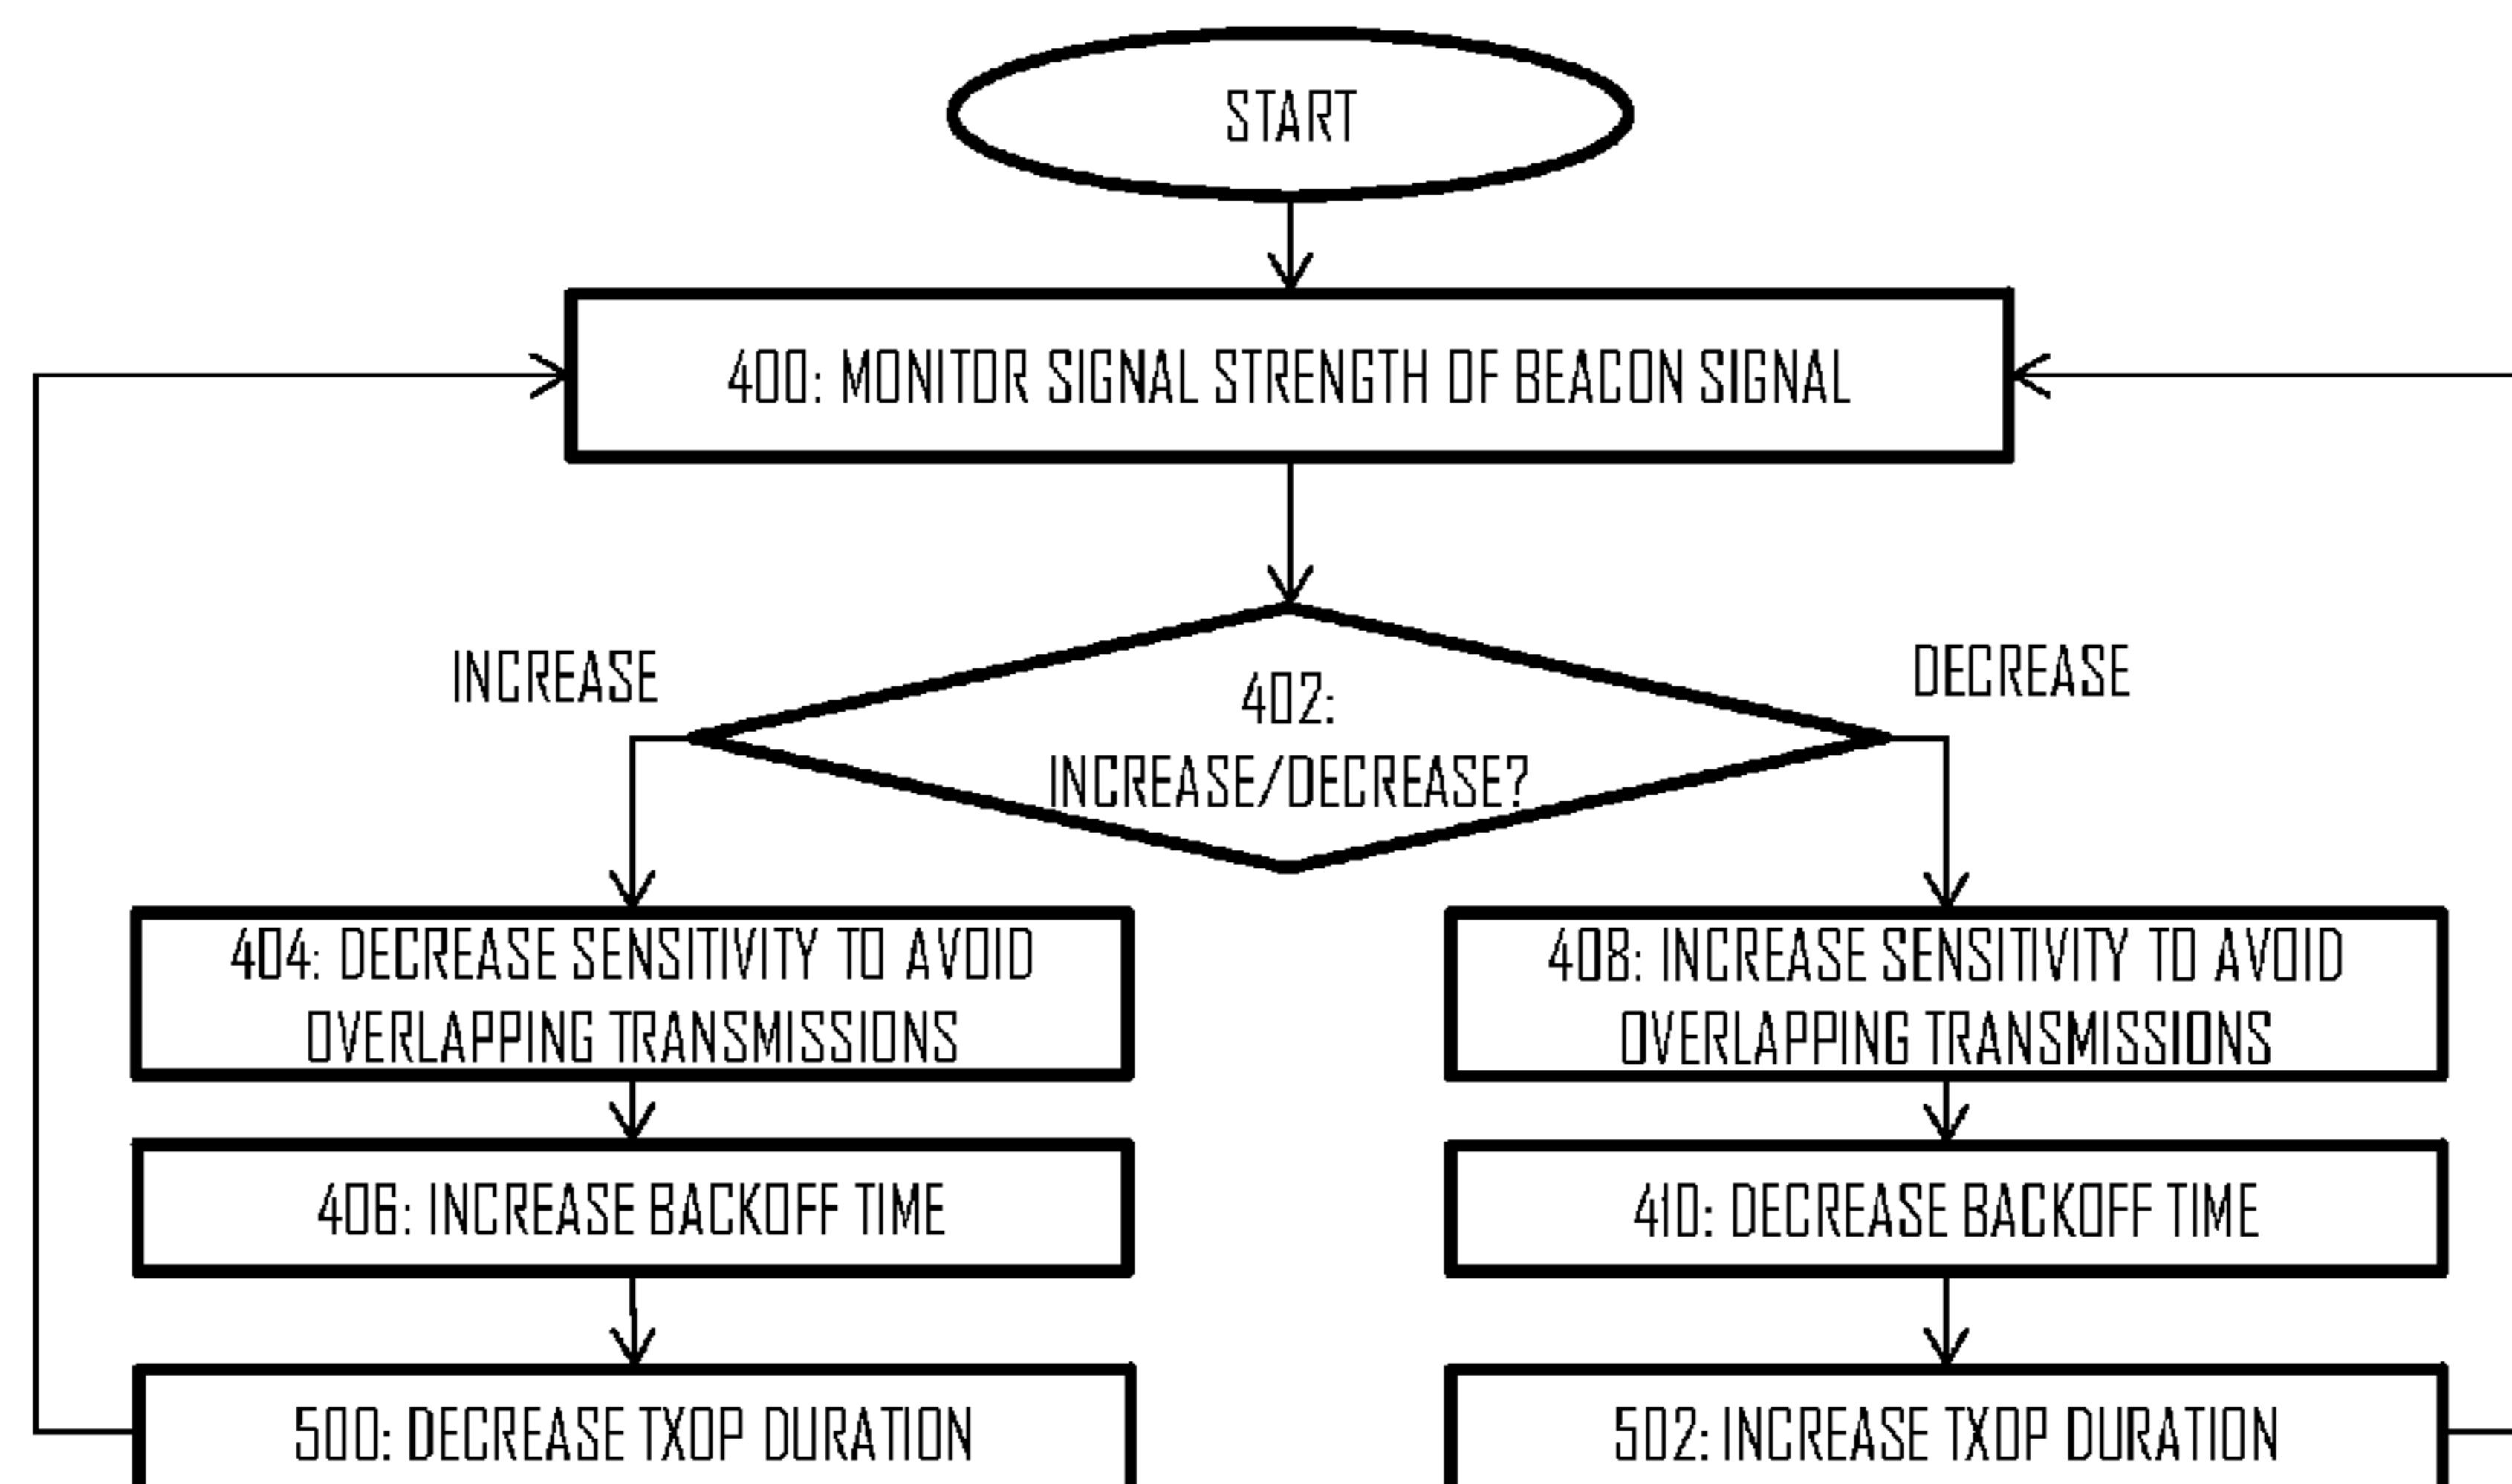 START
400: MONITOR SIGNAL STRENGTH OF BEACON SIGNAL
INCREASE
DECREASE
402:
INCREASE/DECREASE?
404: DECREASE SENSITIVITY TO AVOID
OVERLAPPING TRANSMISSIONS
408: INCREASE SENSITIVITY TO AVOID
OVERLAPPING TRANSMISSIONS
406: INCREASE BACKOFF TIME
410: DECREASE BACKOFF TIME
500: DECREASE TXOP DURATION
502: INCREASE TXOP DURATION